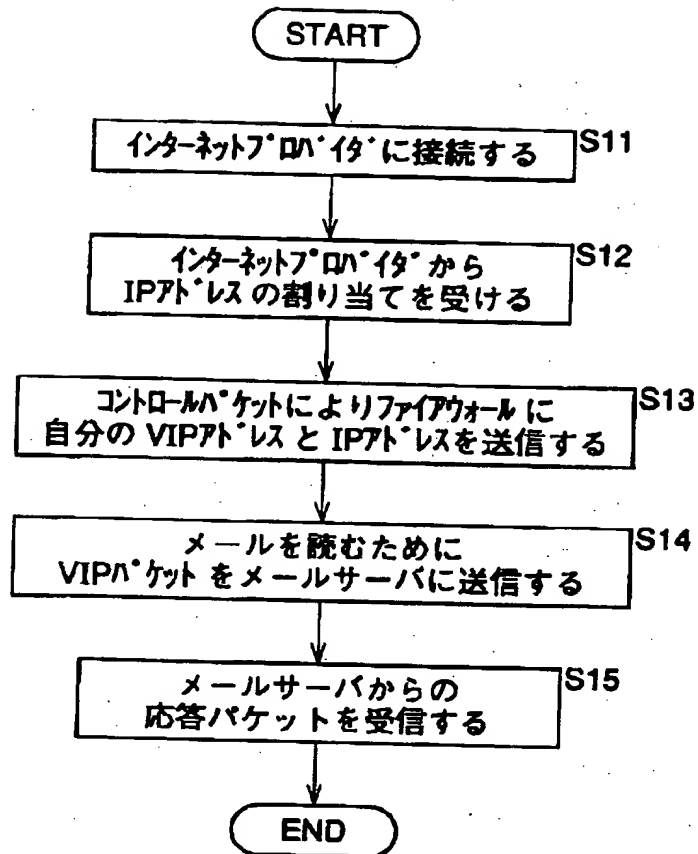 START
インターネットプロバイダに接続する
S11
インターネットプロバイダから
S12
IPアドレスの割り当てを受ける
コントロールパケットによりファイアウォールに
S13
自分のVIPアドレスとIPアドレスを送信する
メールを読むために
S14
VIPパケットをメールサーバに送信する
メールサーバからの
S15
応答パケットを受信する
END